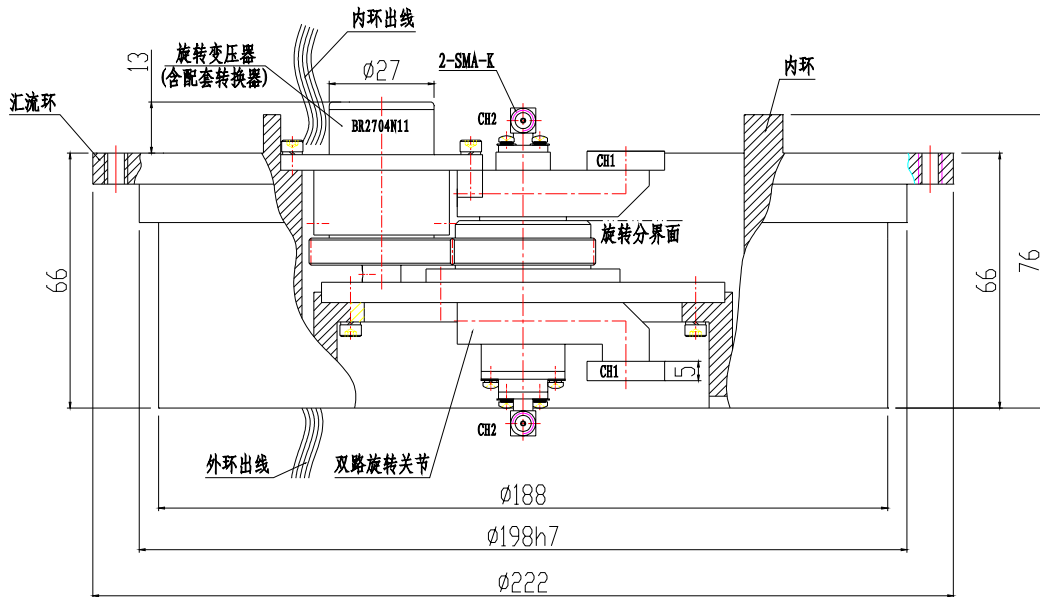 内环出线
旋转变压器
(含配套转换器)
13
Ø27
2-SMA-K
内环
汇流环
BR2704N11
CH2
CH1
旋转分界面
66
66
76
CH1
5
CH2
外环出线
双路旋转关节
Ø188
Ø198h7
Ø222